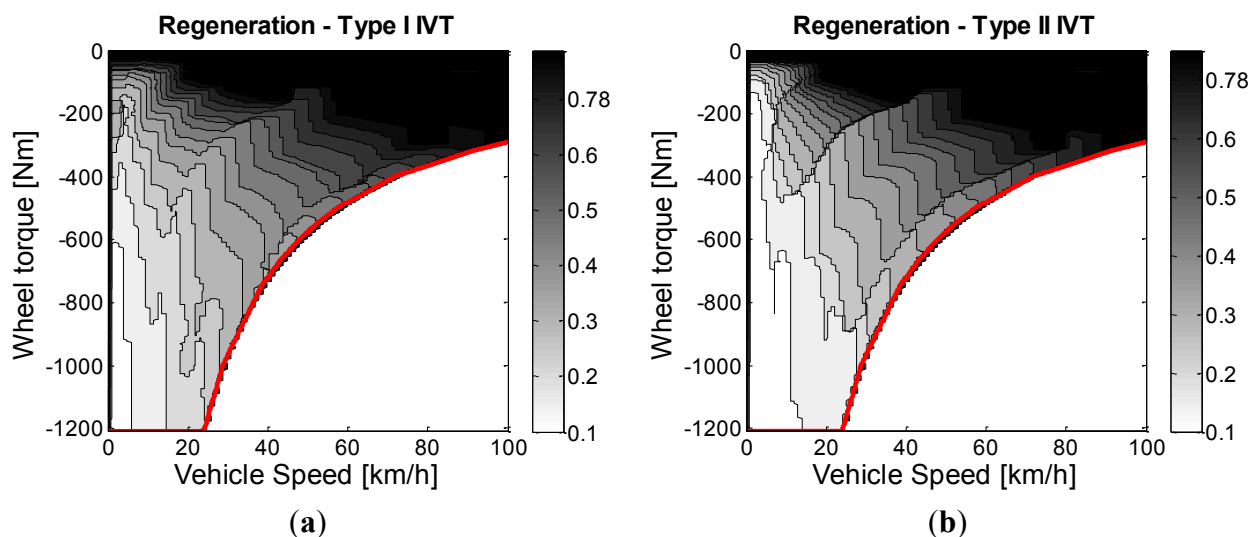 Regeneration - Type I IVT
0
-200
-400
-600
-800
-1000
-1200
Wheel torque [Nm]
0 20 40 60 80 100
Vehicle Speed [km/h]
0.78
0.6
0.5
0.4
0.3
0.2
0.1
(a)
Regeneration - Type II IVT
0
-200
-400
-600
-800
-1000
-1200
Wheel torque [Nm]
0 20 40 60 80 100
Vehicle Speed [km/h]
0.78
0.6
0.5
0.4
0.3
0.2
0.1
(b)